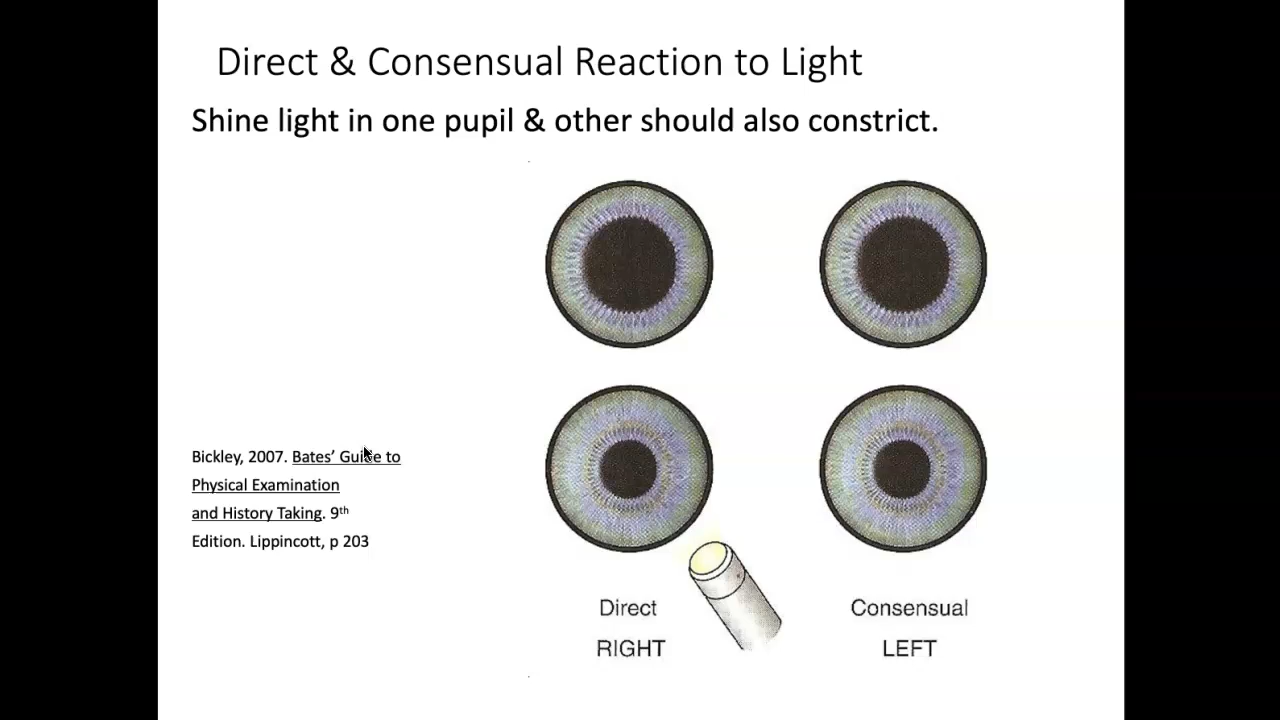 Direct & Consensual Reaction to Light
Shine light in one pupil & other should also constrict.
Bickley, 2007. Bates’ Guide to
Physical Examination
and History Taking. 9th
Edition. Lippincott, p 203
Direct
RIGHT
Consensual
LEFT